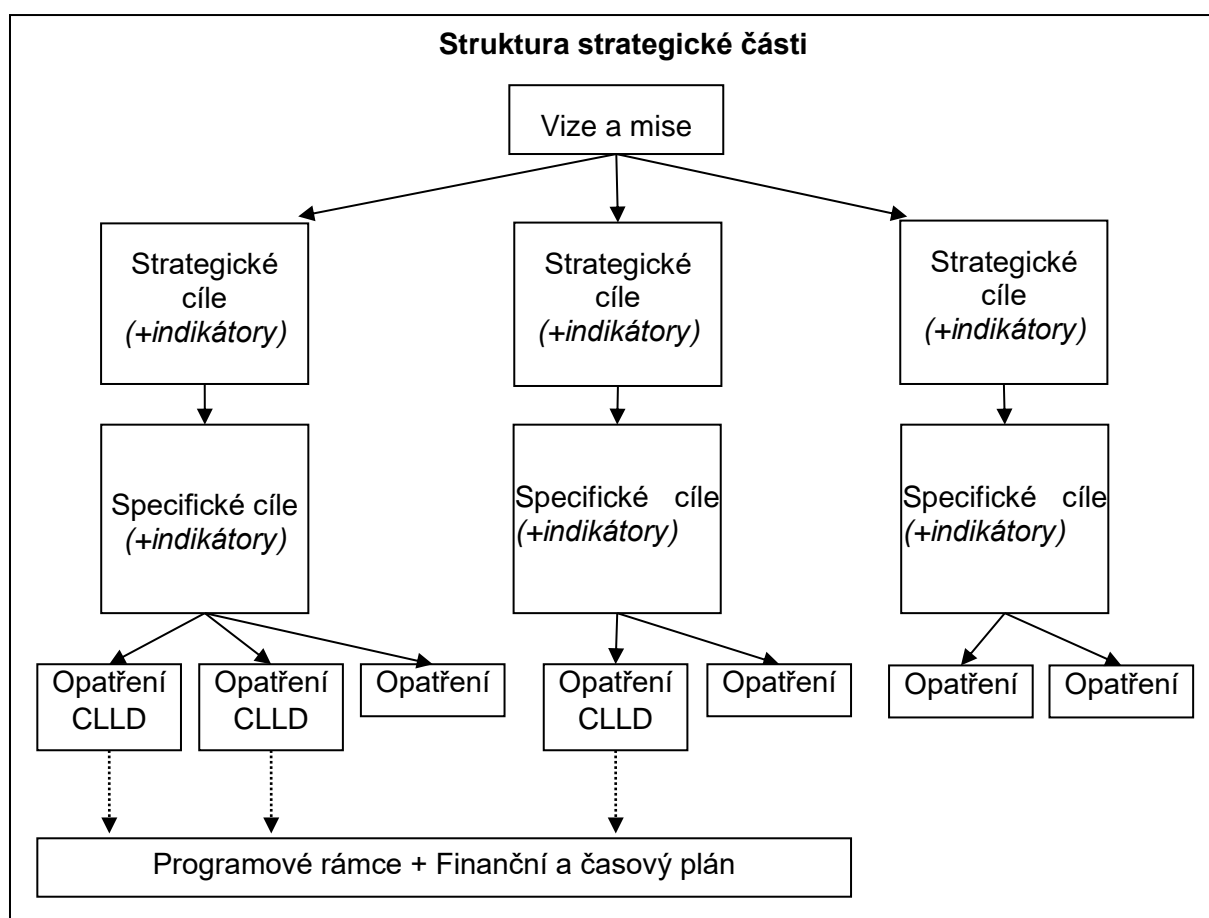 Struktura strategické části
Vize a mise
Strategické
cíle
(+indikátory)
Strategické
cíle
(+indikátory)
Strategické
cíle
(+indikátory)
Specifické cíle
(+indikátory)
Specifické cíle
(+indikátory)
Specifické cíle
(+indikátory)
Opatření
CLLD
Opatření
CLLD
Opatření
Opatření
CLLD
Opatření
Opatření
Opatření
Programové rámce + Finanční a časový plán